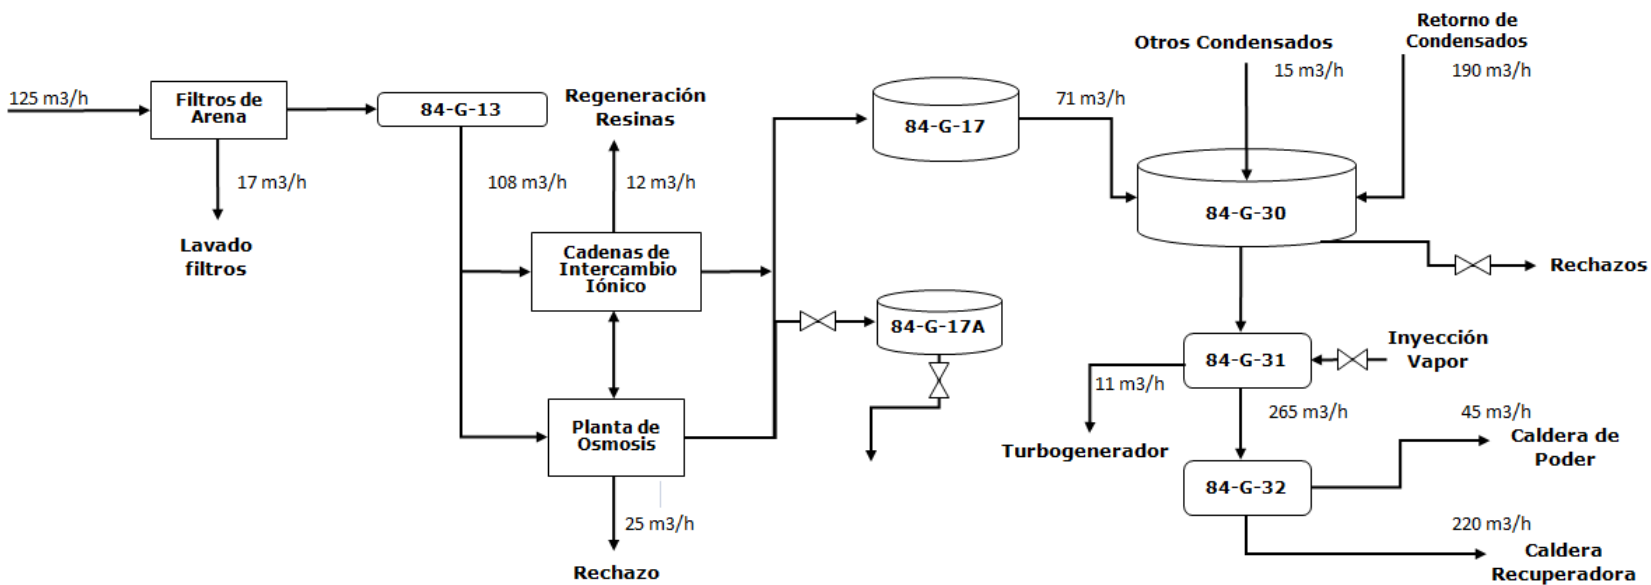 125 m3/h
Filtros de
Arena
17 m3/h
Lavado
filtros
84-G-13
108 m3/h
Regeneración
Resinas
12 m3/h
Cadenas de
Intercambio
Iónico
Planta de
Osmosis
25 m3/h
Rechazo
84-G-17
71 m3/h
84-G-17A
Otros Condensados
15 m3/h
Retorno de
Condensados
190 m3/h
84-G-30
Rechazos
84-G-31
Inyección
Vapor
11 m3/h
Turbogenerador
265 m3/h
84-G-32
45 m3/h
Caldera de
Poder
220 m3/h
Caldera
Recuperadora